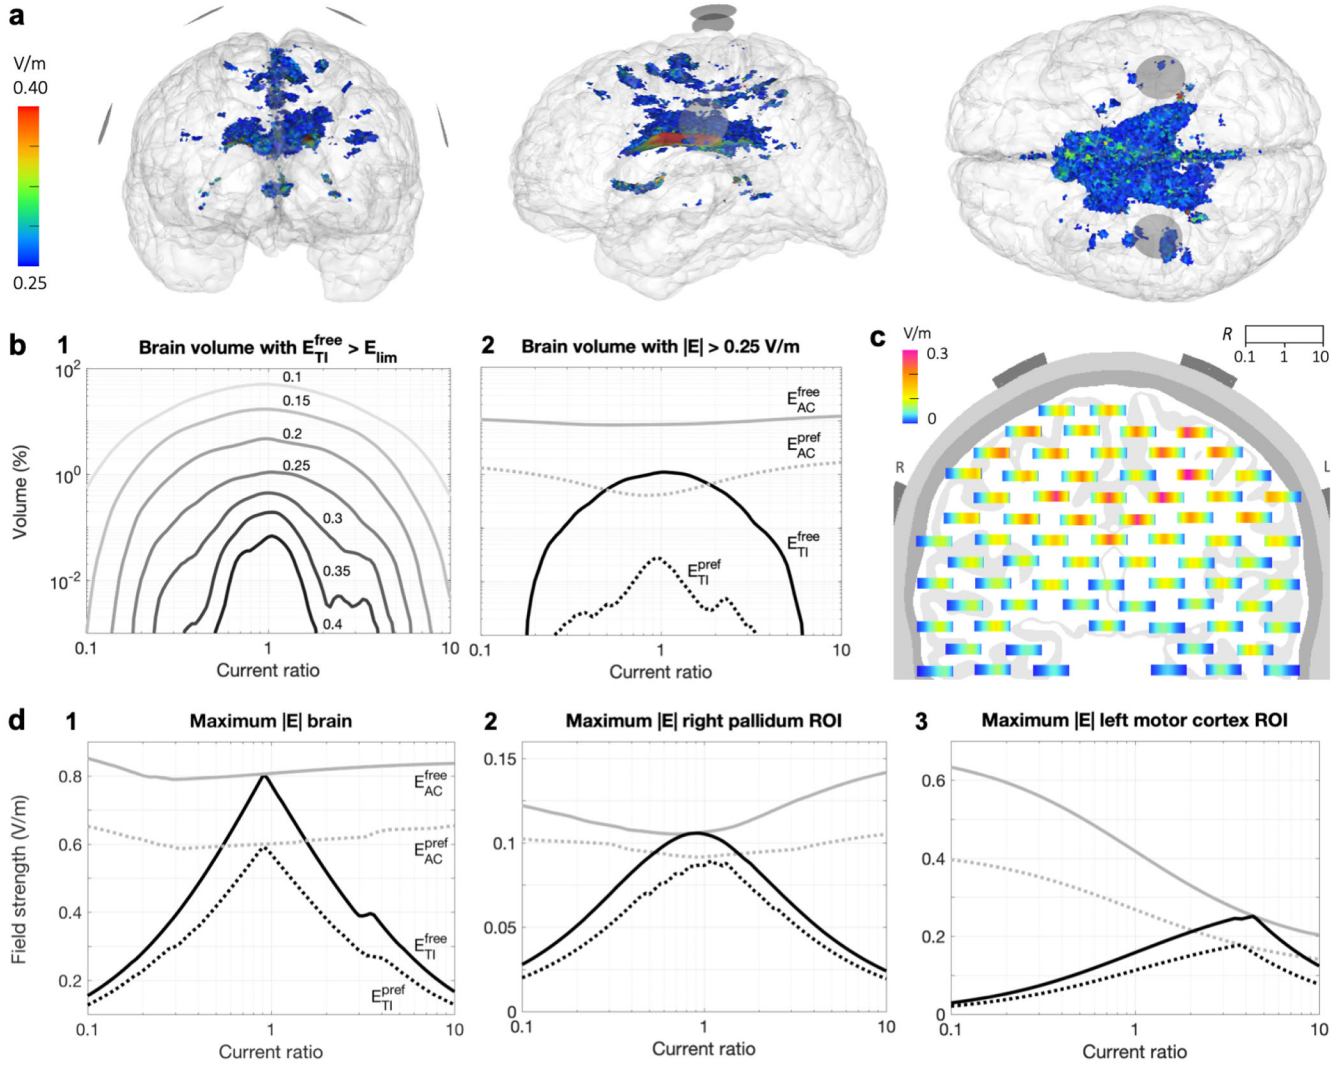 a
V/m
0.40
0.25
b
1
Brain volume with E_TI^free > E_lim
Volume (%)
10^2
10^0
10^-2
0.1
0.15
0.2
0.25
0.3
0.35
0.4
0.1
1
10
Current ratio
2
Brain volume with |E| > 0.25 V/m
E_AC^free
E_AC^pref
E_TI^free
E_TI^pref
0.1
1
10
Current ratio
c
V/m
0.3
0
R
0.1
1
10
R
L
d
1
Maximum |E| brain
Field strength (V/m)
0.8
0.6
0.4
0.2
E_AC^free
E_AC^pref
E_TI^free
E_TI^pref
0.1
1
10
Current ratio
2
Maximum |E| right pallidum ROI
0.15
0.1
0.05
0
0.1
1
10
Current ratio
3
Maximum |E| left motor cortex ROI
0.6
0.4
0.2
0
0.1
1
10
Current ratio